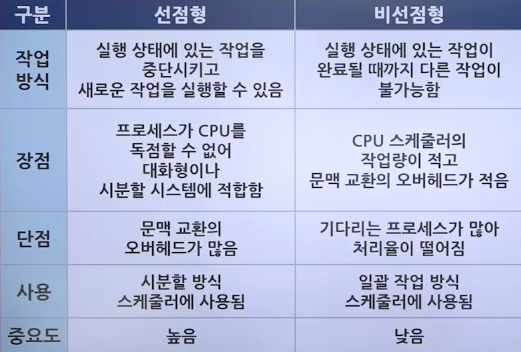 구분
선점형
비선점형
작업
방식
실행 상태에 있는 작업을
중단시키고
새로운 작업을 실행할 수 있음
실행 상태에 있는 작업이
완료될 때까지 다른 작업이
불가능함
장점
프로세스가 CPU를
독점할 수 없어
대화형이나
시분할 시스템에 적합함
CPU 스케줄러의
작업량이 적고
문맥 교환의 오버헤드가 적음
단점
문맥 교환의
오버헤드가 많음
기다리는 프로세스가 많아
처리율이 떨어짐
사용
시분할 방식
스케줄러에 사용됨
일괄 작업 방식
스케줄러에 사용됨
중요도
높음
낮음